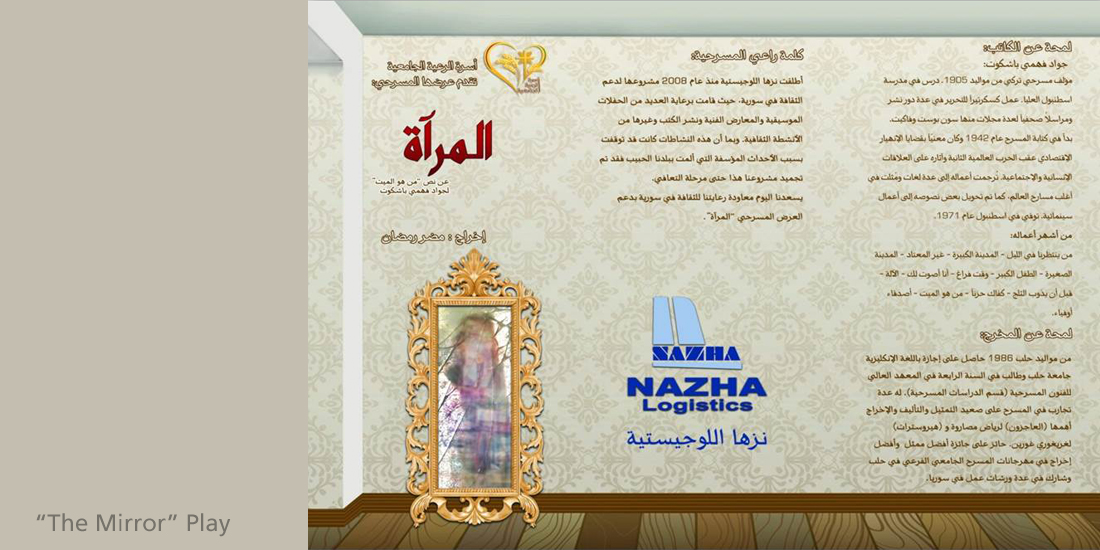 لمحة عن الكاتب:
جواد فهمي باشكوت:
مؤلف مسرحي تركي من مواليد 1905. درس في مدرسة
اسطنبول العليا. عمل كسكرتيراً للتحرير في عدة دور نشر
ومراسلاً صحفياً لعدة مجلات منها سون بوست وفاكيت.
بدأ في كتابة المسرح عام 1942 وكان معنياً بقضايا الإنهيار
الإقتصادي عقب الحرب العالمية الثانية وآثاره على العلاقات
الإنسانية والإجتماعية. تُرجمت أعماله إلى عدة لغات ومُثلت في
أغلب مسارح العالم، كما تم تحويل بعض نصوصه إلى أعمال
سينمائية. توفي في اسطنبول عام 1971.
من أشهر أعماله:
من ينتظرنا في الليل - المدينة الكبيرة - غير المعتاد - المدينة
الصغيرة - الطفل الكبير - وقت فراغ - أنا أصوت لك - الآلة -
قبل أن يذوب الثلج - كفاك حزناً - من هو الميت - أصدقاء
أوفياء.
لمحة عن المخرج:
من مواليد حلب 1986 حاصل على إجازة باللغة الإنكليزية
جامعة حلب وطالب في السنة الرابعة في المعهد العالي
للفنون المسرحية (قسم الدراسات المسرحية). له عدة
تجارب في المسرح على صعيد التمثيل والتأليف والإخراج
أهمها (العاجزون) لرياض عصاروة و (هيروسترات)
لغريغوري غورين. حائز على جائزة أفضل ممثل وأفضل
إخراج في مهرجانات المسرح الجامعي الفرعي في حلب
وشارك في عدة ورشات عمل في سوريا.
كلمة راعي المسرحية:
أطلقت نزها اللوجيستية منذ عام 2008 مشروعها لدعم
الثقافة في سورية، حيث قامت برعاية العديد من الحفلات
الموسيقية والمعارض الفنية ونشر الكتب وغيرها من
الأنشطة الثقافية. وبما أن هذه النشاطات كانت قد توقفت
بسبب الأحداث المؤسفة التي ألمت ببلدنا الحبيب فقد تم
تجميد مشروعنا هذا حتى مرحلة التعافي.
يسعدنا اليوم معاودة رعايتنا للثقافة في سورية بدعم
العرض المسرحي "المرآة".
NAZHA
NAZHA
Logistics
نزها اللوجيستية
أسرة الرعية الجامعية
تقدم عرضها المسرحي:
المرآة
عن نص "من هو الميت"
لجواد فهمي باشكوت
إخراج : مضر رمضان
“The Mirror” Play